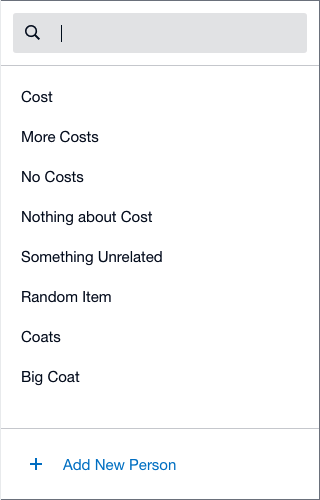 Cost
More Costs
No Costs
Nothing about Cost
Something Unrelated
Random Item
Coats
Big Coat
Add New Person